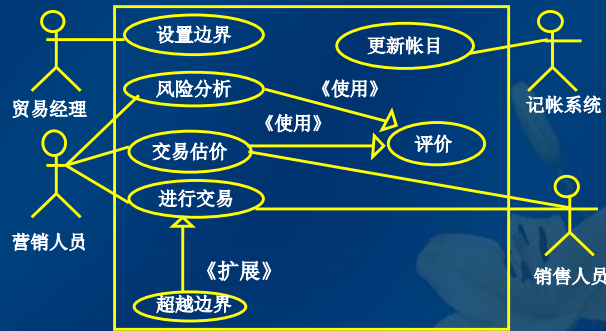 设置边界
更新帐目
风险分析
《使用》
贸易经理
记帐系统
《使用》
交易估价
评价
进行交易
营销人员
《扩展》
销售人员
超越边界